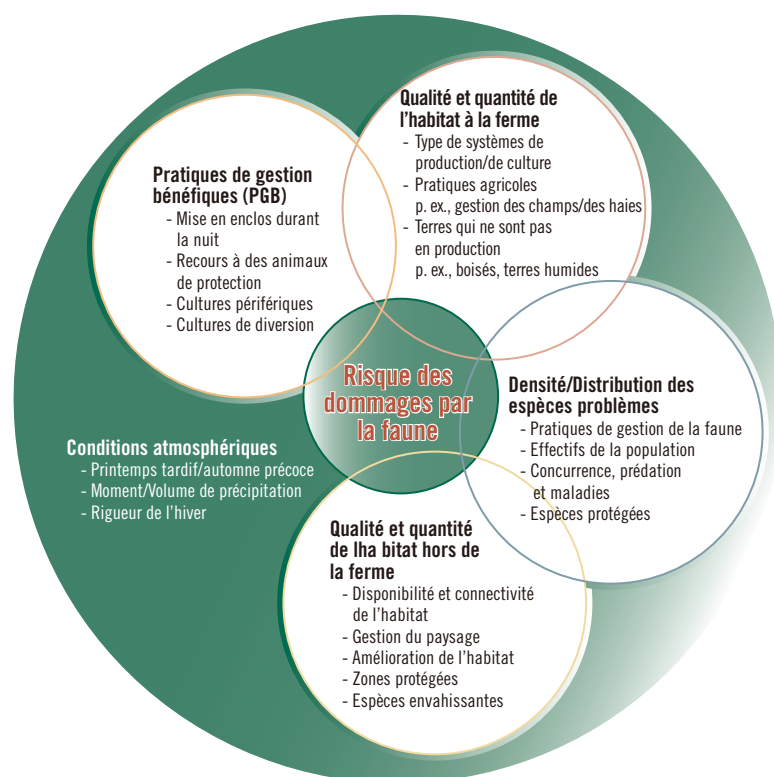 Qualité et quantité de
l'habitat à la ferme
- Type de systèmes de
production/de culture
- Pratiques agricoles
p. ex., gestion des champs/des haies
- Terres qui ne sont pas
en production
p. ex., boisés, terres humides
Pratiques de gestion
bénéfiques (PGB)
- Mise en enclos durant
la nuit
- Recours à des animaux
de protection
- Cultures périfériques
- Cultures de diversion
Risque des
dommages par
la faune
Densité/Distribution des
espèces problèmes
- Pratiques de gestion de la faune
- Effectifs de la population
- Concurrence, prédation
et maladies
- Espèces protégées
Conditions atmosphériques
- Printemps tardif/automne précoce
- Moment/Volume de précipitation
- Rigueur de l'hiver
Qualité et quantité
de lha bitat hors de
la ferme
- Disponibilité et connectivité
de l'habitat
- Gestion du paysage
- Amélioration de l'habitat
- Zones protégées
- Espèces envahissantes